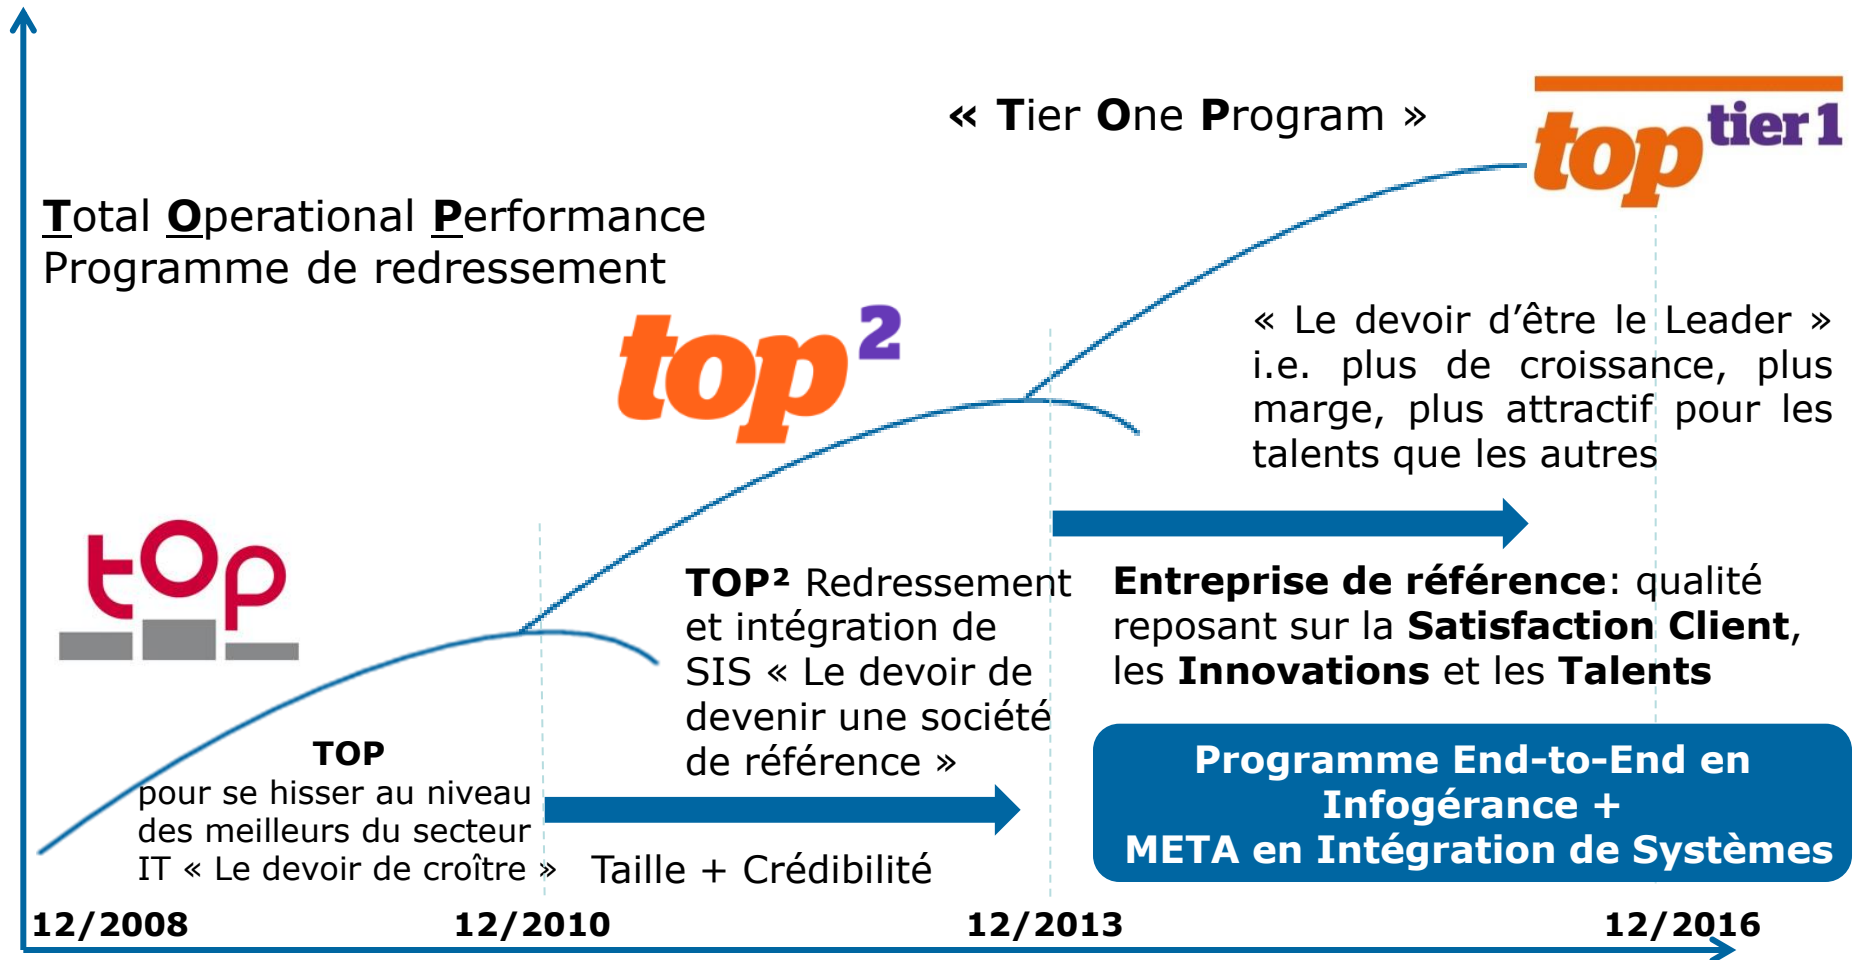 « Tier One Program »
top tier 1
Total Operational Performance
Programme de redressement
top 2
« Le devoir d’être le Leader »
i.e. plus de croissance, plus
marge, plus attractif pour les
talents que les autres
tOp
TOP² Redressement
et intégration de
SIS « Le devoir de
devenir une société
de référence »
Entreprise de référence: qualité
reposant sur la Satisfaction Client,
les Innovations et les Talents
TOP
pour se hisser au niveau
des meilleurs du secteur
IT « Le devoir de croître »
Taille + Crédibilité
Programme End-to-End en
Infogérance +
META en Intégration de Systèmes
12/2008 12/2010 12/2013 12/2016